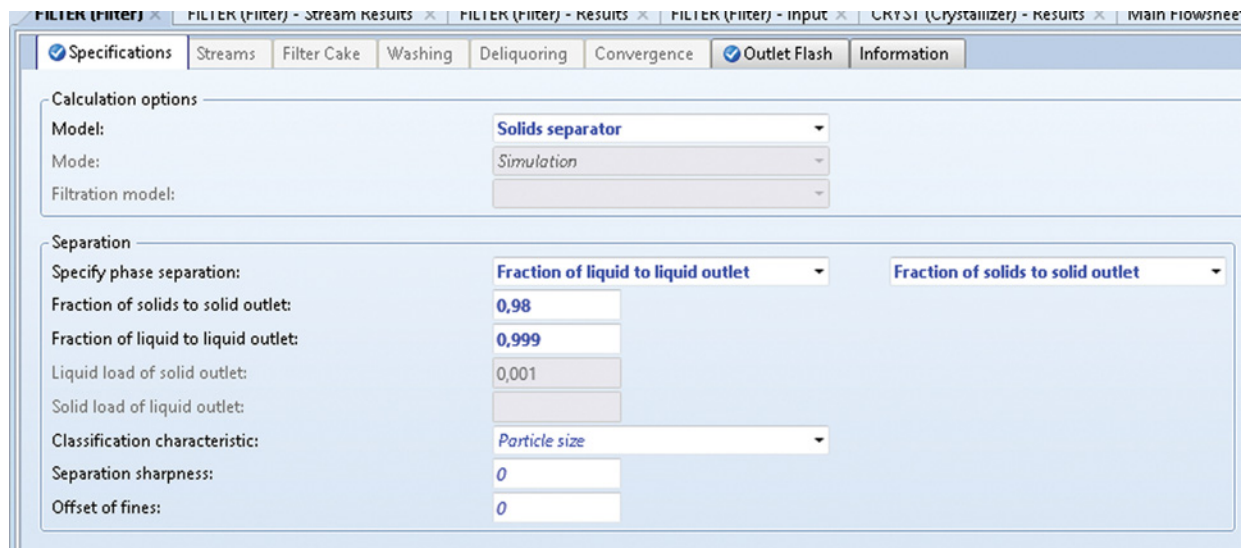 FILTER (Filter) × FILTER (Filter) - Stream Results × FILTER (Filter) - Results × FILTER (Filter) - Input × CRYST (Crystallizer) - Results × Main Flowsheet
Specifications Streams Filter Cake Washing Deliquoring Convergence Outlet Flash Information
Calculation options
Model: Solids separator
Mode: Simulation
Filtration model:
Separation
Specify phase separation: Fraction of liquid to liquid outlet Fraction of solids to solid outlet
Fraction of solids to solid outlet: 0,98
Fraction of liquid to liquid outlet: 0,999
Liquid load of solid outlet: 0,001
Solid load of liquid outlet:
Classification characteristic: Particle size
Separation sharpness: 0
Offset of fines: 0